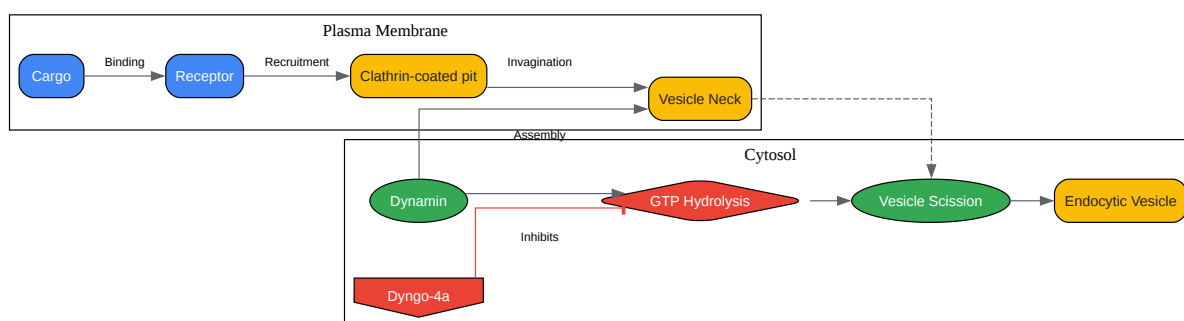 Plasma Membrane
Cargo
Binding
Receptor
Recruitment
Clathrin-coated pit
Invagination
Vesicle Neck
Assembly
Cytosol
Dynamin
GTP Hydrolysis
Vesicle Scission
Endocytic Vesicle
Inhibits
Dyngo-4a